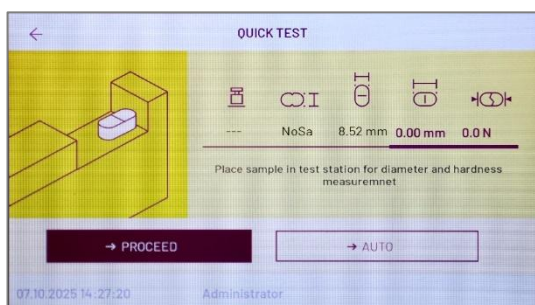 QUICK TEST
--- NoSa 8.52 mm 0.00 mm 0.0 N
Place sample in test station for diameter and hardness
measuremnet
→ PROCEED
→ AUTO
07.10.2025 14:27:20 Administrator